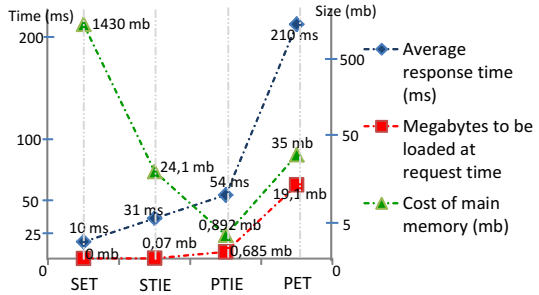 Time (ms)
Size (mb)
200
100
50
25
0
500
50
5
0
1430 mb
24,1 mb
0,892 mb
35 mb
10 ms
31 ms
54 ms
210 ms
0 mb
0,07 mb
0,685 mb
19,1 mb
SET
STIE
PTIE
PET
Average
response time
(ms)
Megabytes to be
loaded at
request time
Cost of main
memory (mb)